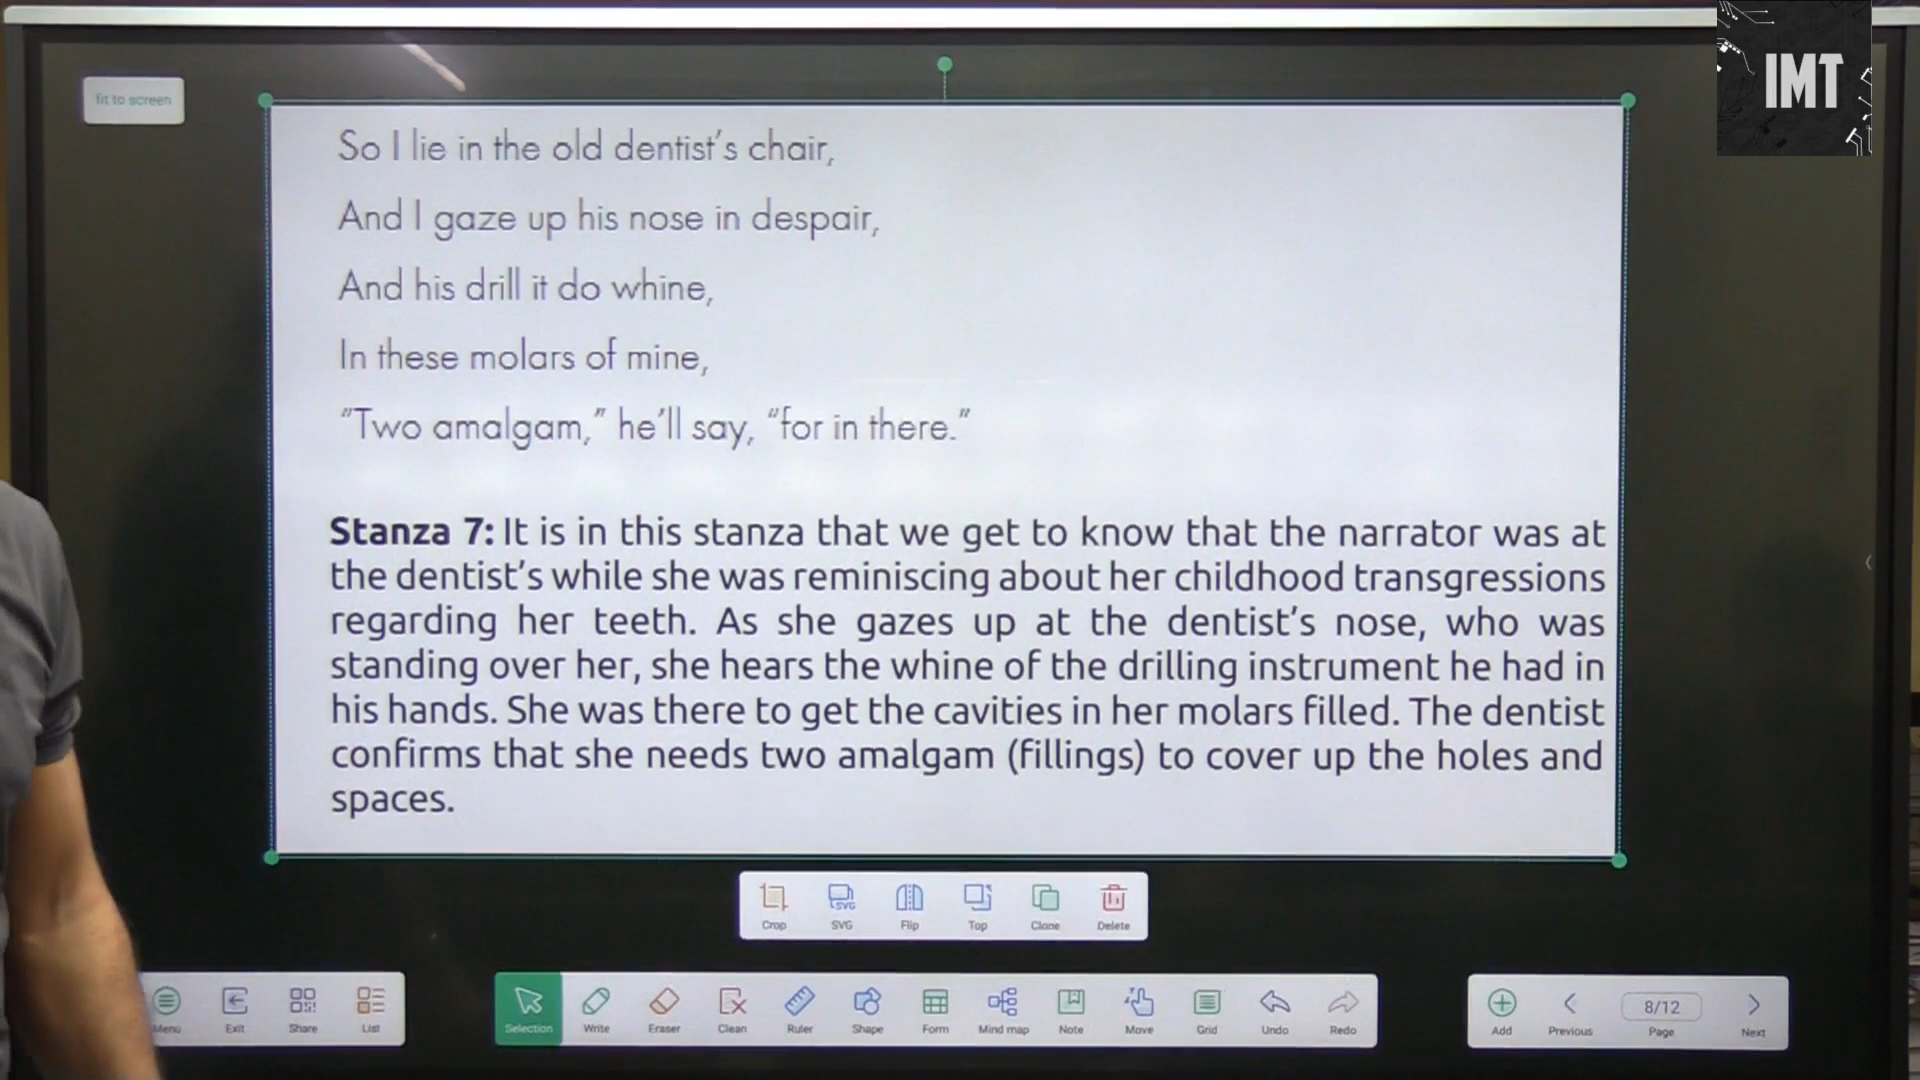 IMT
fit to screen
So I lie in the old dentist's chair,
And I gaze up his nose in despair,
And his drill it do whine,
In these molars of mine,
"Two amalgam," he'll say, "for in there."
Stanza 7: It is in this stanza that we get to know that the narrator was at
the dentist's while she was reminiscing about her childhood transgressions
regarding her teeth. As she gazes up at the dentist's nose, who was
standing over her, she hears the whine of the drilling instrument he had in
his hands. She was there to get the cavities in her molars filled. The dentist
confirms that she needs two amalgam (fillings) to cover up the holes and
spaces.
Crop SVG Flip Top Clone Delete
Menu Exit Share List Selection Write Eraser Clean Ruler Shape Form Mind map Note Move Grid Undo Redo Add Previous 8/12 Page Next